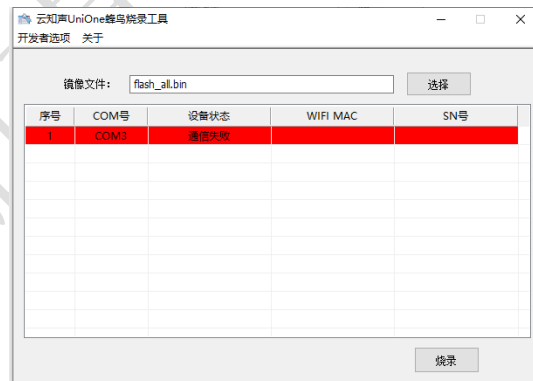 云知声UniOne蜂鸟烧录工具
开发者选项 关于
镜像文件： flash_all.bin 选择
序号 COM号 设备状态 WIFI MAC SN号
1 COM3 通信失败
烧录